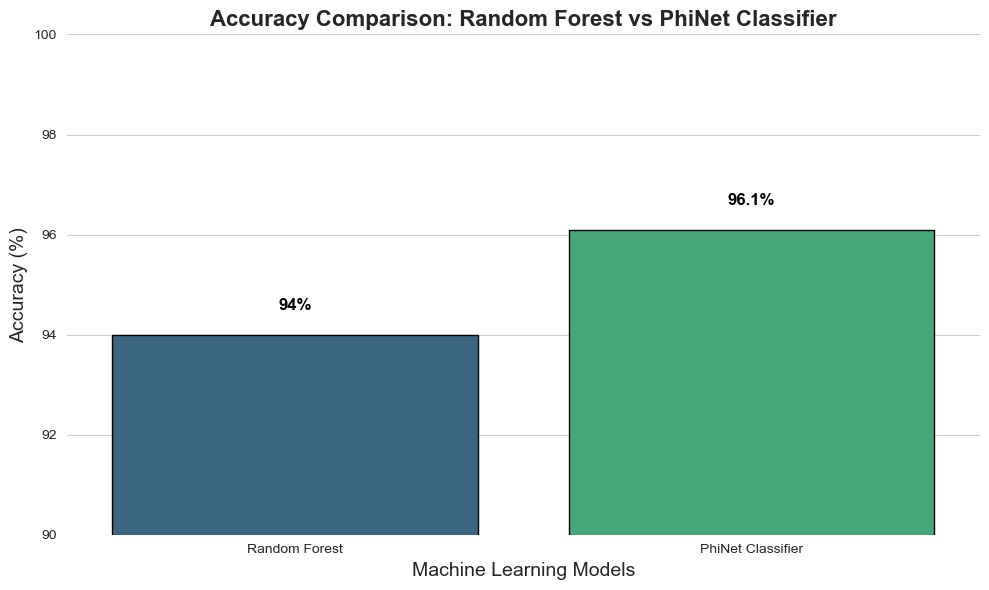 Accuracy Comparison: Random Forest vs PhiNet Classifier
Accuracy (%)
100
98
96
94
92
90
94%
96.1%
Random Forest
PhiNet Classifier
Machine Learning Models